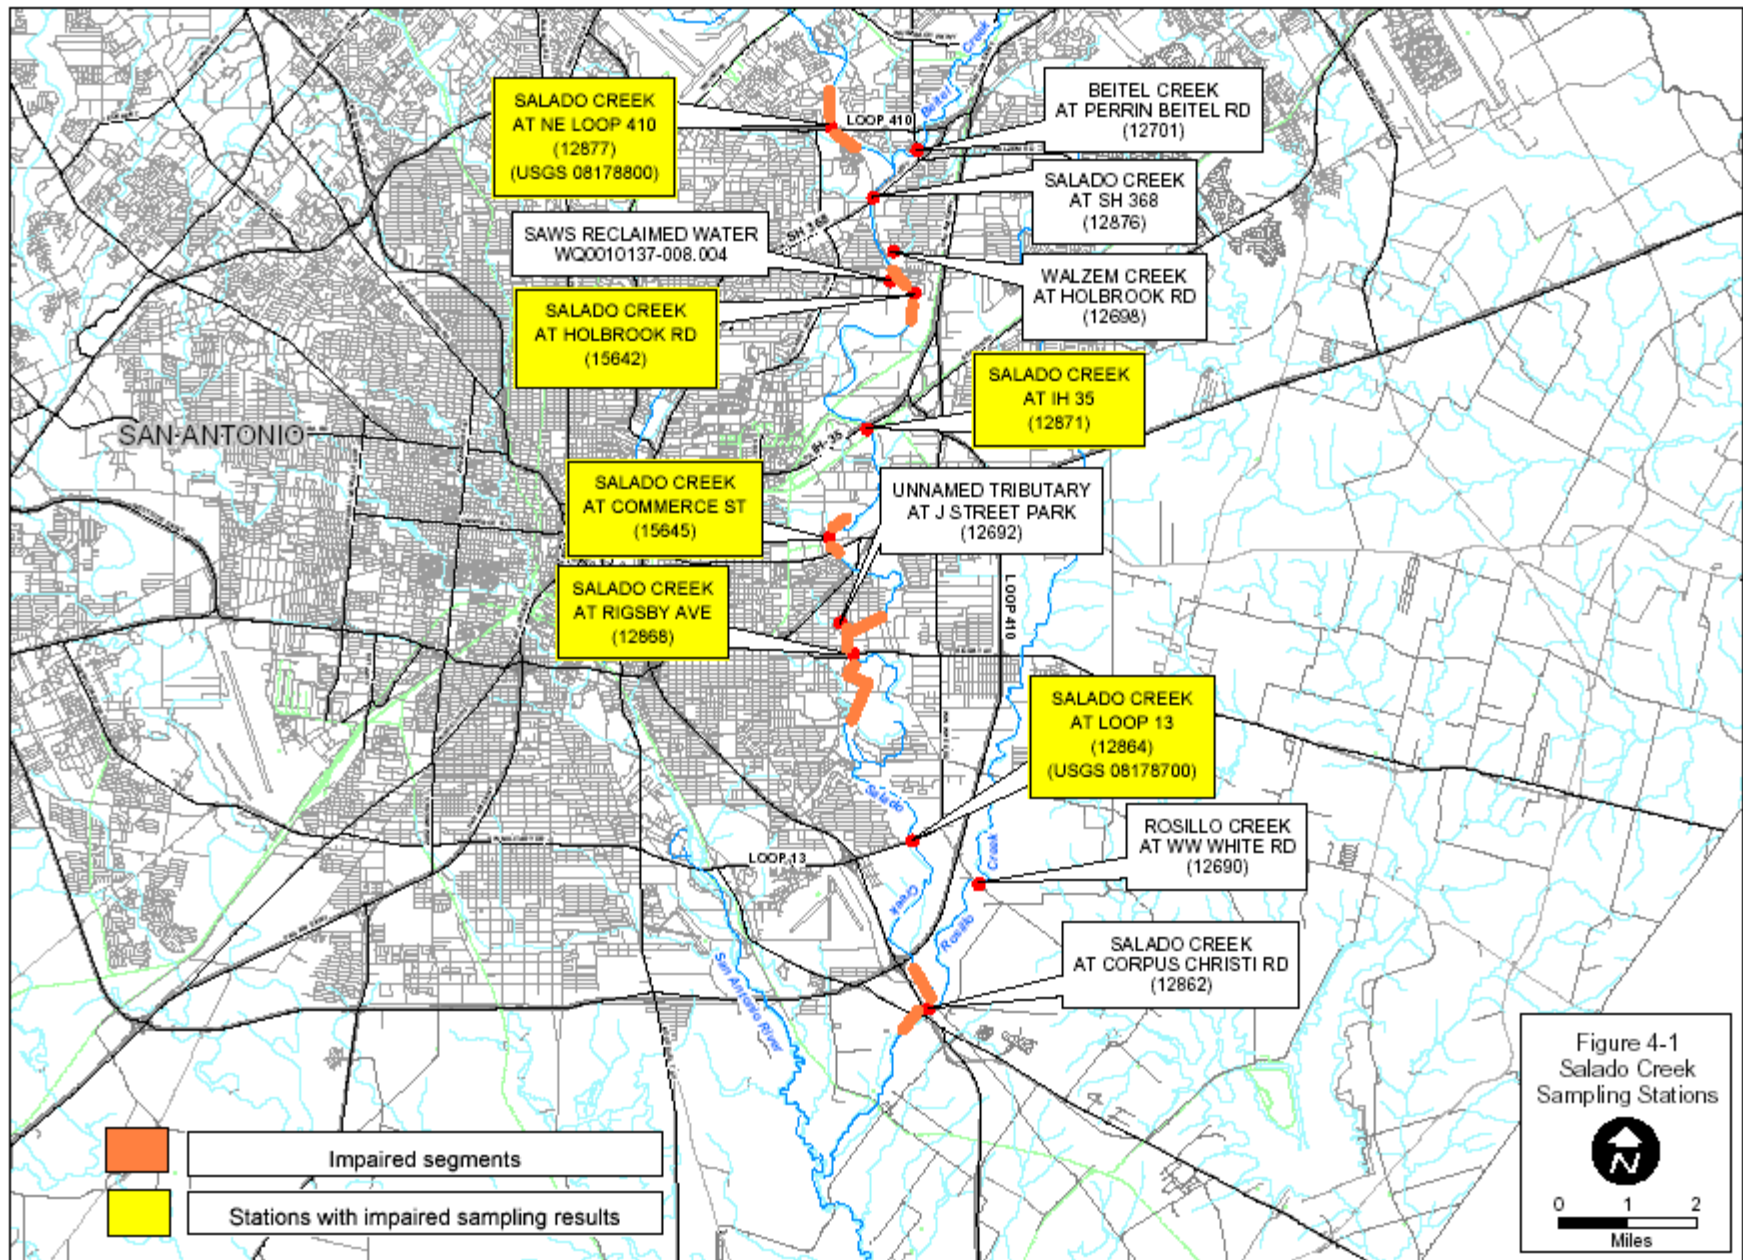 SALADO CREEK
AT NE LOOP 410
(12877)
(USGS 08178800)
LOOP 410
Beitel
Creek
BEITEL CREEK
AT PERRIN BEITEL RD
(12701)
SALADO CREEK
AT SH 368
(12876)
SAWS RECLAIMED WATER
WQ0010137-008.004
SH 368
WALZEM CREEK
AT HOLBROOK RD
(12698)
SALADO CREEK
AT HOLBROOK RD
(15642)
SALADO CREEK
AT IH 35
(12871)
SAN ANTONIO
IH-35
SALADO CREEK
AT COMMERCE ST
(15645)
UNNAMED TRIBUTARY
AT J STREET PARK
(12692)
SALADO CREEK
AT RIGSBY AVE
(12868)
LOOP 410
SALADO CREEK
AT LOOP 13
(12864)
(USGS 08178700)
Salado
Creek
LOOP 13
Rosillo
Creek
ROSILLO CREEK
AT WW WHITE RD
(12690)
SALADO CREEK
AT CORPUS CHRISTI RD
(12862)
San Antonio River
Impaired segments
Stations with impaired sampling results
Figure 4-1
Salado Creek
Sampling Stations
N
0 1 2
Miles